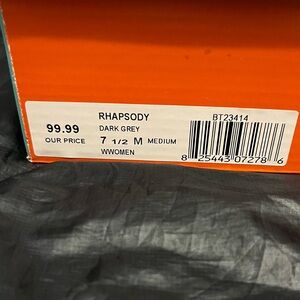 RHAPSODY
BT23414
99.99
DARK GREY
OUR PRICE
7 1/2 M MEDIUM
WWOMEN
8 25443 07278 6